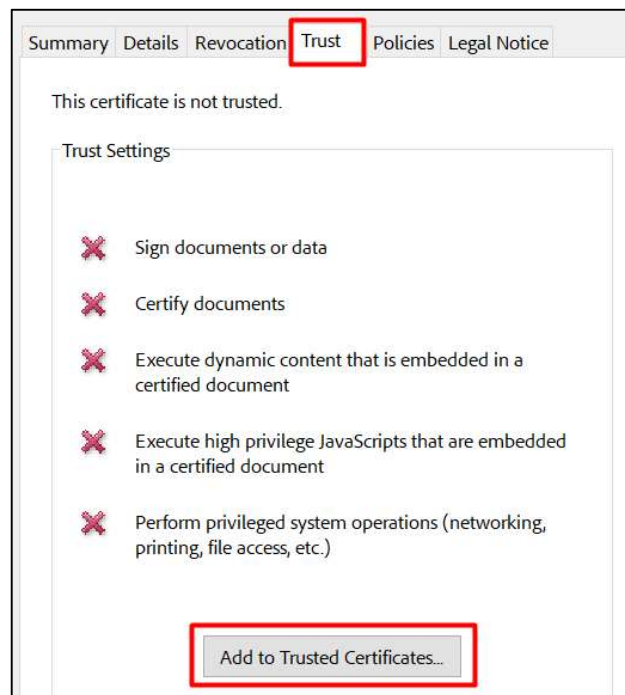 Summary Details Revocation Trust Policies Legal Notice
This certificate is not trusted.
Trust Settings
Sign documents or data
Certify documents
Execute dynamic content that is embedded in a
certified document
Execute high privilege JavaScripts that are embedded
in a certified document
Perform privileged system operations (networking,
printing, file access, etc.)
Add to Trusted Certificates...